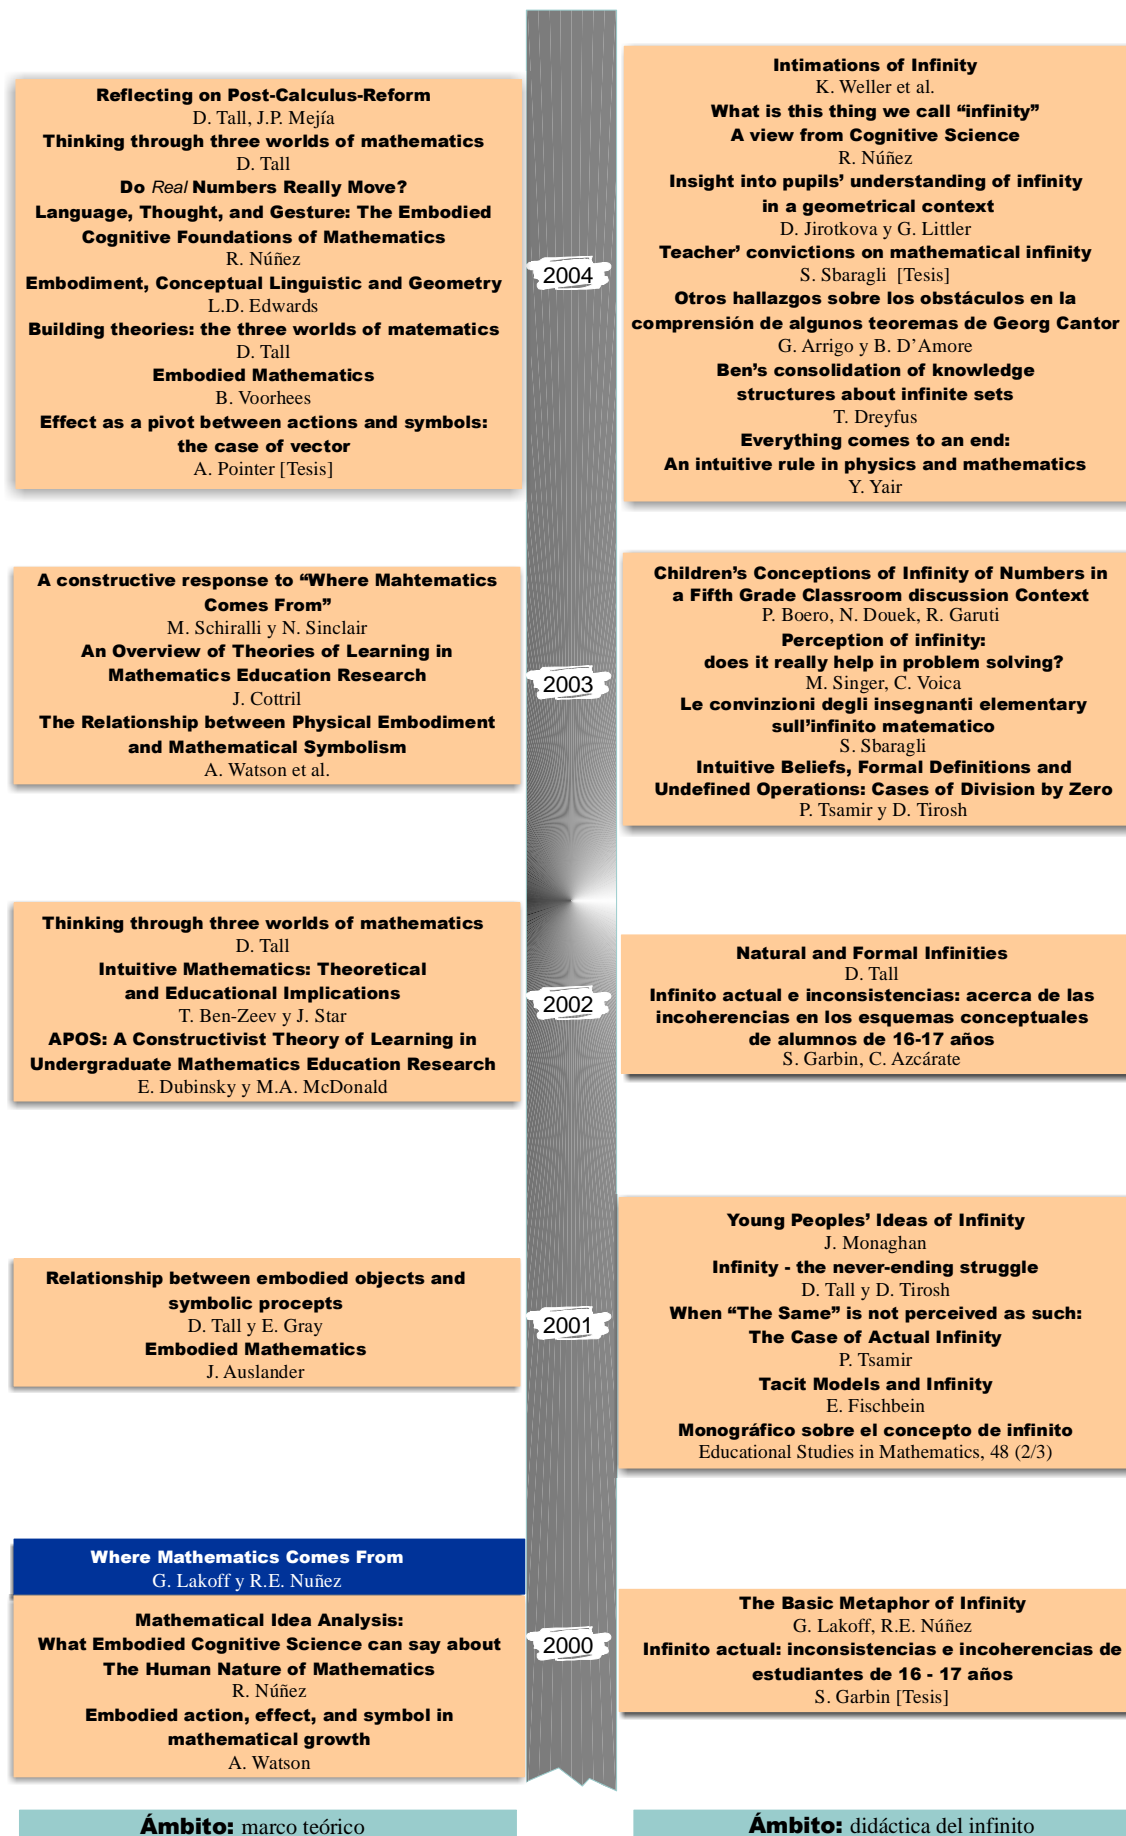 Reflecting on Post-Calculus-Reform
D. Tall, J.P. Mejía
Thinking through three worlds of mathematics
D. Tall
Do Real Numbers Really Move?
Language, Thought, and Gesture: The Embodied
Cognitive Foundations of Mathematics
R. Núñez
Embodiment, Conceptual Linguistic and Geometry
L.D. Edwards
Building theories: the three worlds of matematics
D. Tall
Embodied Mathematics
B. Voorhees
Effect as a pivot between actions and symbols:
the case of vector
A. Pointer [Tesis]
2004
Intimations of Infinity
K. Weller et al.
What is this thing we call “infinity”
A view from Cognitive Science
R. Núñez
Insight into pupils’ understanding of infinity
in a geometrical context
D. Jirotkova y G. Littler
Teacher’ convictions on mathematical infinity
S. Sbaragli [Tesis]
Otros hallazgos sobre los obstáculos en la
comprensión de algunos teoremas de Georg Cantor
G. Arrigo y B. D’Amore
Ben’s consolidation of knowledge
structures about infinite sets
T. Dreyfus
Everything comes to an end:
An intuitive rule in physics and mathematics
Y. Yair
A constructive response to “Where Mahtematics
Comes From”
M. Schiralli y N. Sinclair
An Overview of Theories of Learning in
Mathematics Education Research
J. Cottril
The Relationship between Physical Embodiment
and Mathematical Symbolism
A. Watson et al.
2003
Children’s Conceptions of Infinity of Numbers in
a Fifth Grade Classroom discussion Context
P. Boero, N. Douek, R. Garuti
Perception of infinity:
does it really help in problem solving?
M. Singer, C. Voica
Le convinzioni degli insegnanti elementary
sull’infinito matematico
S. Sbaragli
Intuitive Beliefs, Formal Definitions and
Undefined Operations: Cases of Division by Zero
P. Tsamir y D. Tirosh
Thinking through three worlds of mathematics
D. Tall
Intuitive Mathematics: Theoretical
and Educational Implications
T. Ben-Zeev y J. Star
APOS: A Constructivist Theory of Learning in
Undergraduate Mathematics Education Research
E. Dubinsky y M.A. McDonald
2002
Natural and Formal Infinities
D. Tall
Infinito actual e inconsistencias: acerca de las
incoherencias en los esquemas conceptuales
de alumnos de 16-17 años
S. Garbin, C. Azcárate
Relationship between embodied objects and
symbolic procepts
D. Tall y E. Gray
Embodied Mathematics
J. Auslander
2001
Young Peoples’ Ideas of Infinity
J. Monaghan
Infinity - the never-ending struggle
D. Tall y D. Tirosh
When “The Same” is not perceived as such:
The Case of Actual Infinity
P. Tsamir
Tacit Models and Infinity
E. Fischbein
Monográfico sobre el concepto de infinito
Educational Studies in Mathematics, 48 (2/3)
Where Mathematics Comes From
G. Lakoff y R.E. Nuñez
Mathematical Idea Analysis:
What Embodied Cognitive Science can say about
The Human Nature of Mathematics
R. Núñez
Embodied action, effect, and symbol in
mathematical growth
A. Watson
2000
The Basic Metaphor of Infinity
G. Lakoff, R.E. Núñez
Infinito actual: inconsistencias e incoherencias de
estudiantes de 16 - 17 años
S. Garbin [Tesis]
Ámbito: marco teórico
Ámbito: didáctica del infinito